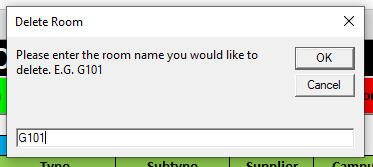 Delete Room
Please enter the room name you would like to
delete. E.G. G101
OK
Cancel
G101
Type Subtype Supplier